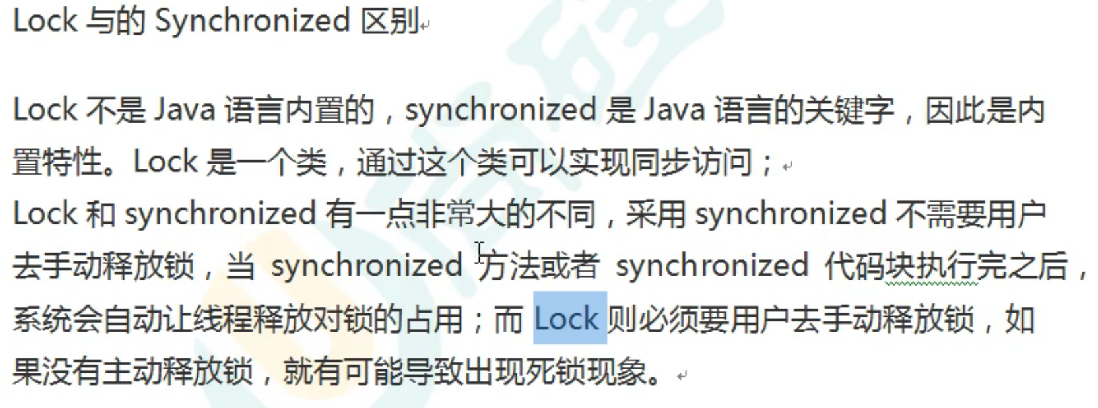 Lock 与的 Synchronized 区别
Lock 不是 Java 语言内置的，synchronized 是 Java 语言的关键字，因此是内
置特性。Lock 是一个类，通过这个类可以实现同步访问；
Lock 和 synchronized 有一点非常大的不同，采用 synchronized 不需要用户
去手动释放锁，当 synchronized 方法或者 synchronized 代码块执行完之后，
系统会自动让线程释放对锁的占用；而 Lock 则必须要用户去手动释放锁，如
果没有主动释放锁，就有可能导致出现死锁现象。